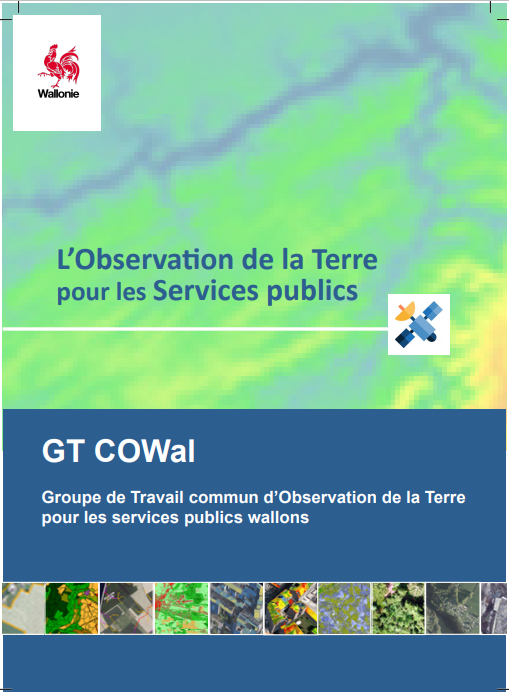 Wallonie
L’Observation de la Terre
pour les Services publics
GT COWal
Groupe de Travail commun d’Observation de la Terre
pour les services publics wallons